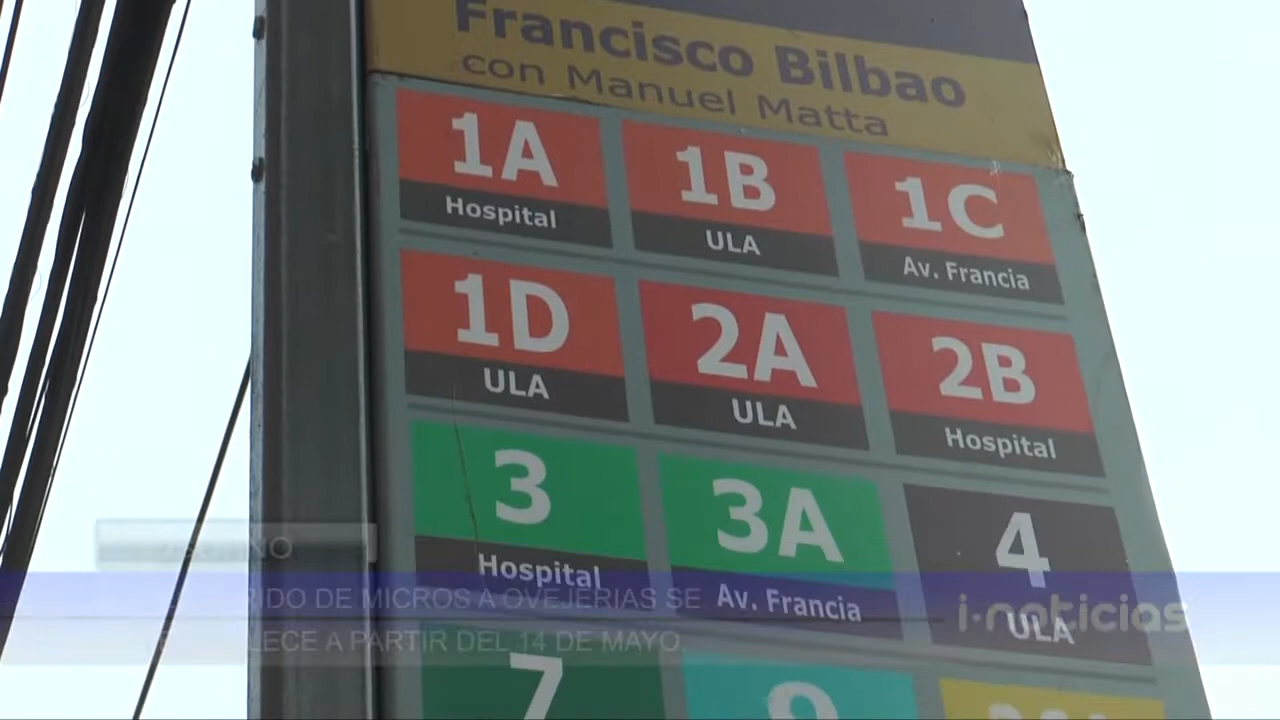 Francisco Bilbao
con Manuel Matta
1A
Hospital
1B
ULA
1C
Av. Francia
1D
ULA
2A
ULA
2B
Hospital
3
Hospital
3A
Av. Francia
4
ULA
7
DE MICROS A OVEJERIAS SE
A PARTIR DEL 14 DE MAYO.
i·noticias